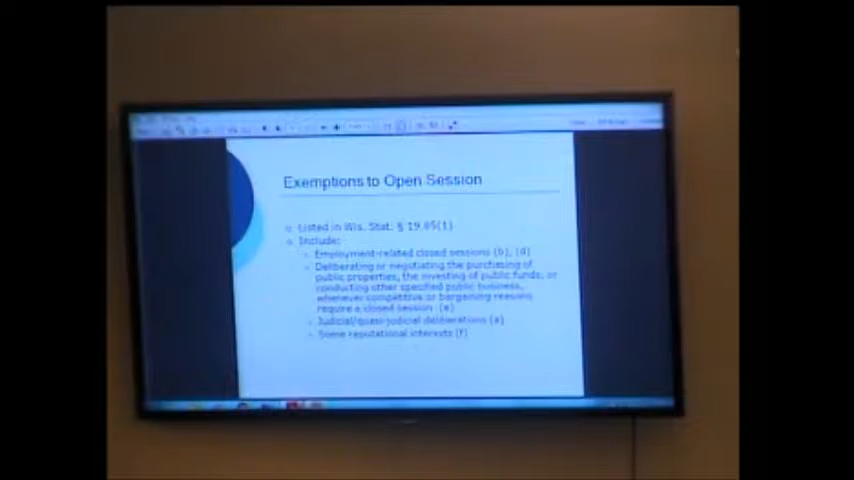 Exemptions to Open Session
Listed in Wis. Stat. § 19.85(1)
Include:
Employment-related closed sessions (b), (d)
Deliberating or negotiating the purchasing of
public properties, the investing of public funds, or
conducting other specified public business,
whenever competitive or bargaining reasons
require a closed session (e)
Judicial/quasi-judicial deliberations (a)
Some reputational interests (f)